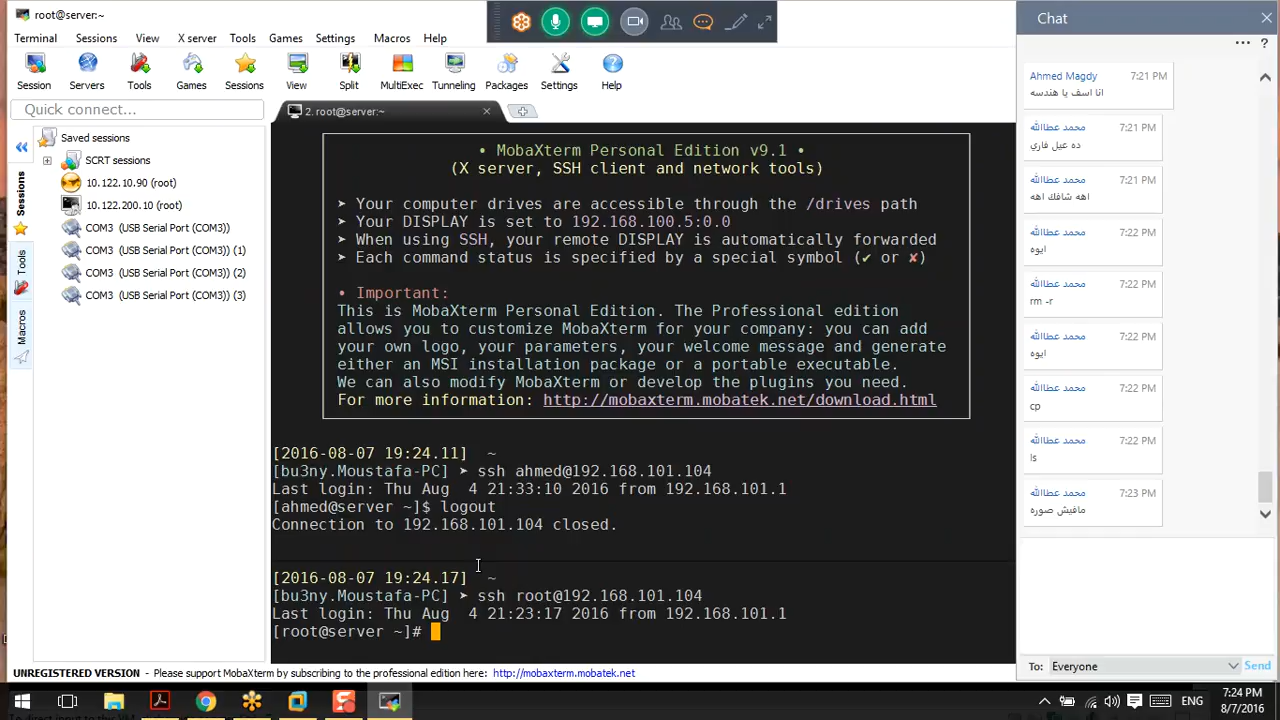 root@server:~
Terminal Sessions View X server Tools Games Settings Macros Help
Session Servers Tools Games Sessions View Split MultiExec Tunneling Packages Settings Help
Quick connect...
2. root@server:~
Saved sessions
SCRT sessions
10.122.10.90 (root)
10.122.200.10 (root)
COM3 (USB Serial Port (COM3))
COM3 (USB Serial Port (COM3)) (1)
COM3 (USB Serial Port (COM3)) (2)
COM3 (USB Serial Port (COM3)) (3)
Sessions
Tools
Macros
• MobaXterm Personal Edition v9.1 •
(X server, SSH client and network tools)
➤ Your computer drives are accessible through the /drives path
➤ Your DISPLAY is set to 192.168.100.5:0.0
➤ When using SSH, your remote DISPLAY is automatically forwarded
➤ Each command status is specified by a special symbol (✔ or ✘)
• Important:
This is MobaXterm Personal Edition. The Professional edition
allows you to customize MobaXterm for your company: you can add
your own logo, your parameters, your welcome message and generate
either an MSI installation package or a portable executable.
We can also modify MobaXterm or develop the plugins you need.
For more information: http://mobaxterm.mobatek.net/download.html
[2016-08-07 19:24.11] ~
[bu3ny.Moustafa-PC] ➤ ssh ahmed@192.168.101.104
Last login: Thu Aug 4 21:33:10 2016 from 192.168.101.1
[ahmed@server ~]$ logout
Connection to 192.168.101.104 closed.
[2016-08-07 19:24.17] ~
[bu3ny.Moustafa-PC] ➤ ssh root@192.168.101.104
Last login: Thu Aug 4 21:23:17 2016 from 192.168.101.1
[root@server ~]#
UNREGISTERED VERSION - Please support MobaXterm by subscribing to the professional edition here: http://mobaxterm.mobatek.net
Chat
... ?
Ahmed Magdy 7:21 PM
انا اسف يا هندسه
محمد عطاالله 7:21 PM
ده عيل فاري
محمد عطاالله 7:21 PM
اهه شافك اهه
محمد عطاالله 7:22 PM
ايوه
محمد عطاالله 7:22 PM
rm -r
محمد عطاالله 7:22 PM
ايوه
محمد عطاالله 7:22 PM
cp
محمد عطاالله 7:22 PM
ls
محمد عطاالله 7:23 PM
مافيش صوره
To: Everyone Send
ENG
7:24 PM
8/7/2016